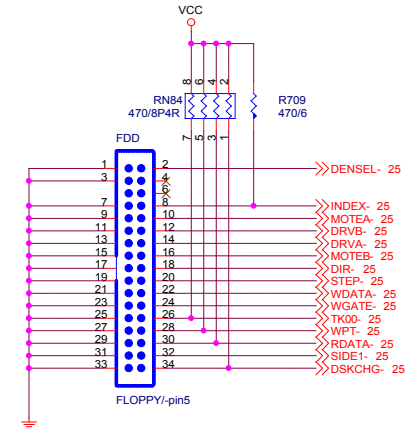 VCC
8 6 4 2
RN84
470/8P4R
R709
470/6
7 5 3 1
FDD
1 2 DENSEL- 25
3 4
6
7 8 INDEX- 25
9 10 MOTEA- 25
11 12 DRVB- 25
13 14 DRVA- 25
15 16 MOTEB- 25
17 18 DIR- 25
19 20 STEP- 25
21 22 WDATA- 25
23 24 WGATE- 25
25 26 TK00- 25
27 28 WPT- 25
29 30 RDATA- 25
31 32 SIDE1- 25
33 34 DSKCHG- 25
FLOPPY/-pin5